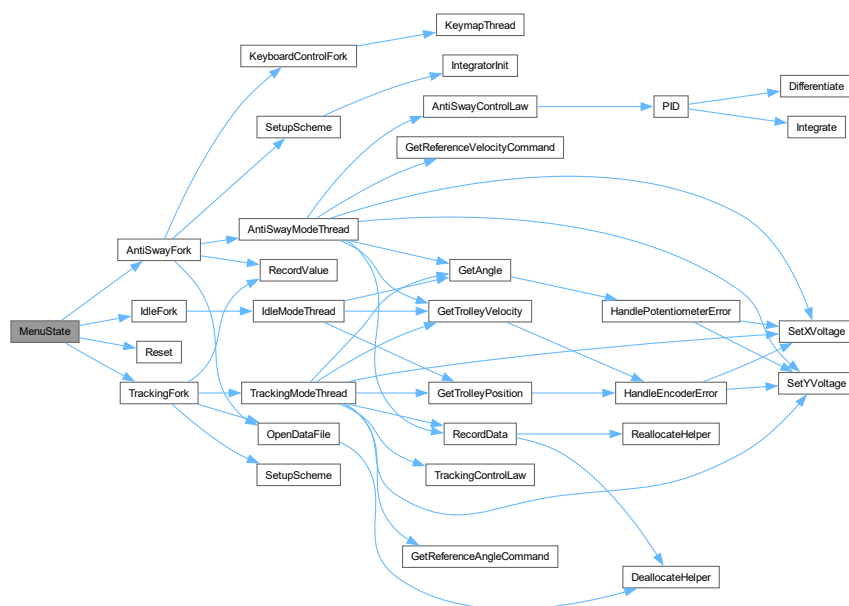 KeymapThread
KeyboardControlFork
IntegratorInit
Differentiate
AntiSwayControlLaw
PID
SetupScheme
Integrate
GetReferenceVelocityCommand
AntiSwayModeThread
AntiSwayFork
RecordValue
GetAngle
IdleFork
IdleModeThread
GetTrolleyVelocity
HandlePotentiometerError
MenuState
SetXVoltage
Reset
SetYVoltage
TrackingFork
TrackingModeThread
GetTrolleyPosition
HandleEncoderError
OpenDataFile
RecordData
ReallocateHelper
SetupScheme
TrackingControlLaw
GetReferenceAngleCommand
DeallocateHelper